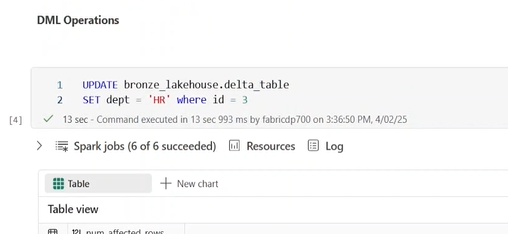 DML Operations
1 UPDATE bronze_lakehouse.delta_table
2 SET dept = 'HR' where id = 3
[4]
13 sec - Command executed in 13 sec 993 ms by fabricdp700 on 3:36:50 PM, 4/02/25
Spark jobs (6 of 6 succeeded) Resources Log
Table New chart
Table view
12L num_affected_rows